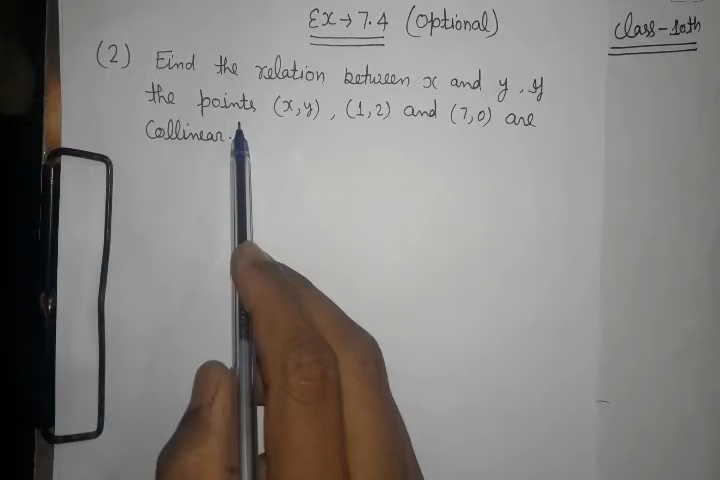 Ex → 7.4 (Optional)
Class - 10th
(2) Find the relation between x and y, if
the points (x,y), (1,2) and (7,0) are
Collinear.